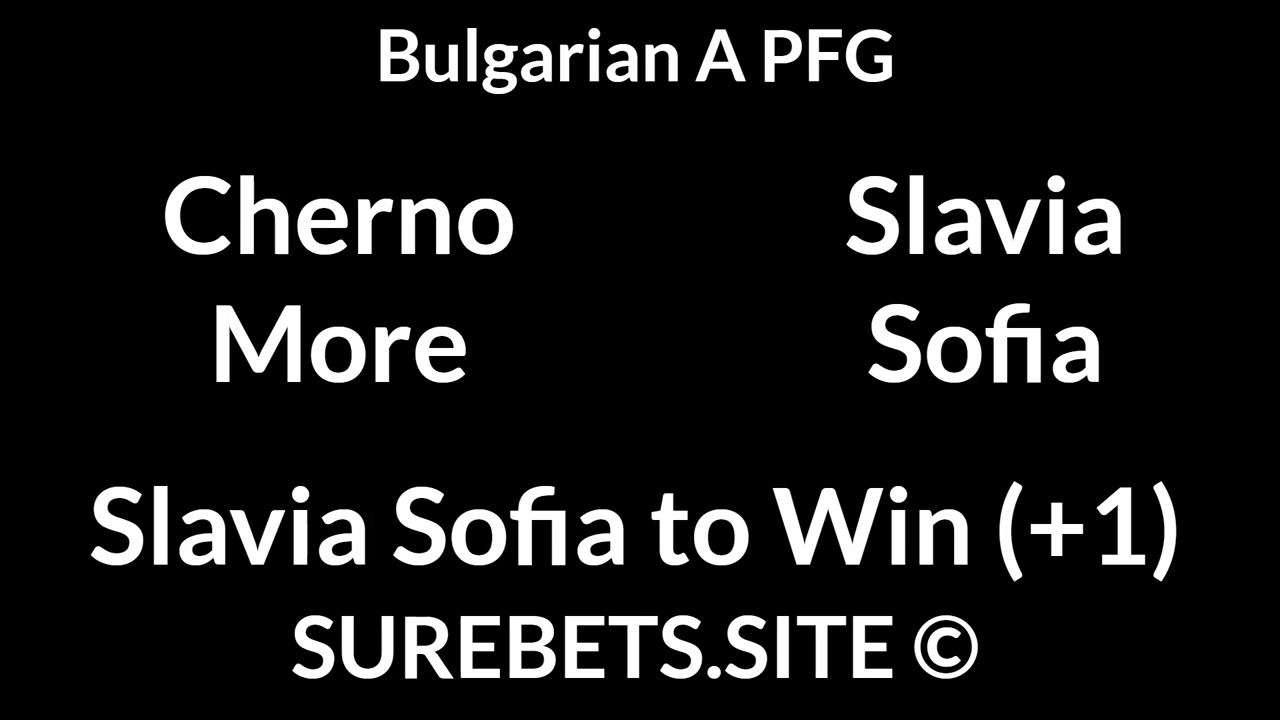 Bulgarian A PFG
Cherno Slavia
More Sofia
Slavia Sofia to Win (+1)
SUREBETS.SITE ©